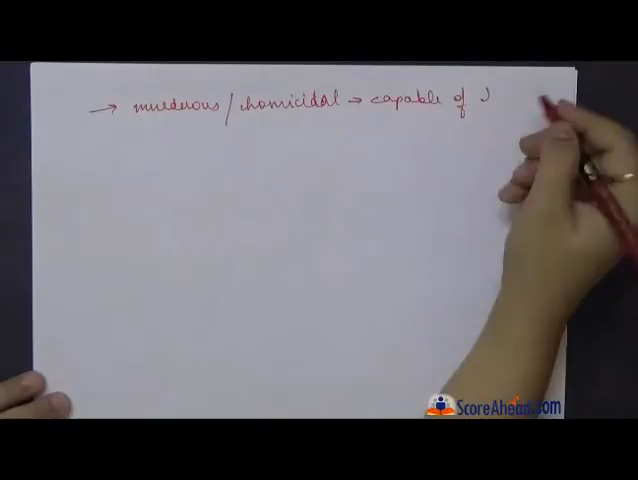 → murderous / homicidal → capable of
ScoreAhead.com